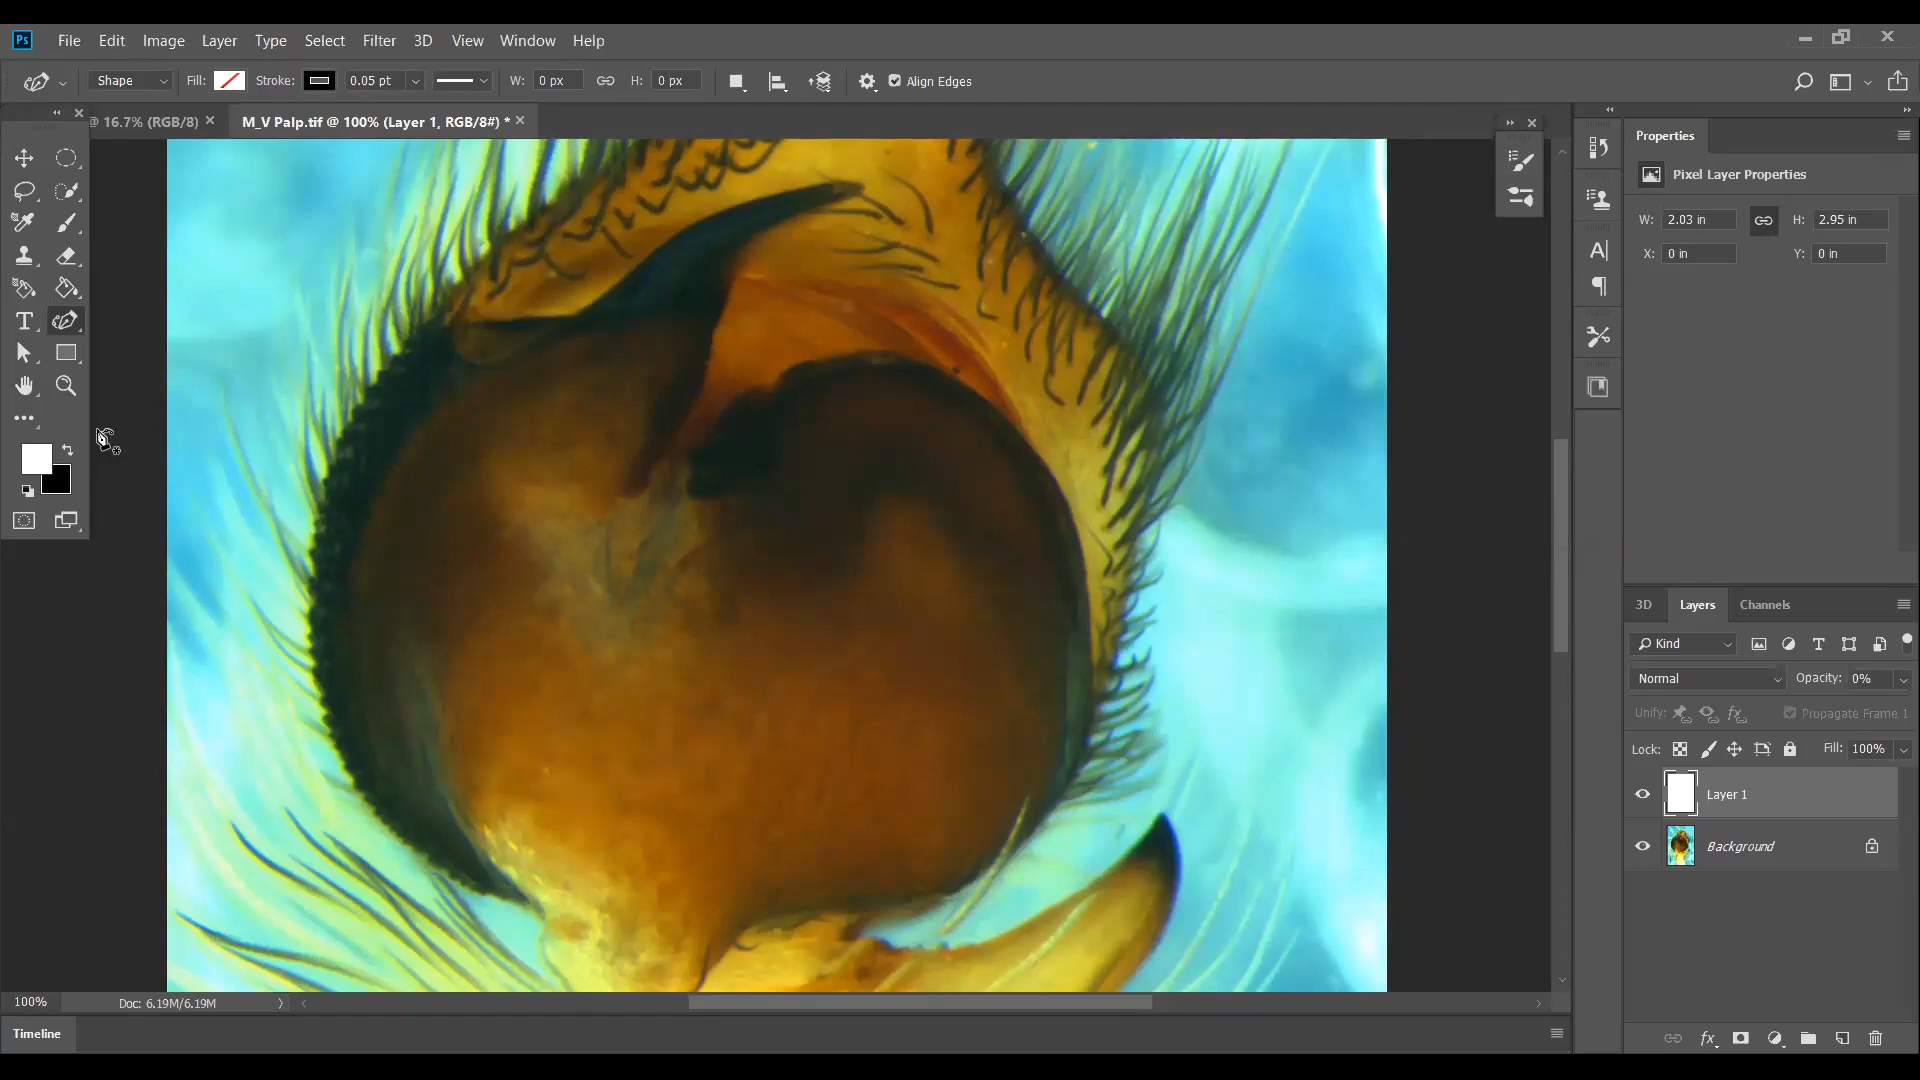 Ps File Edit Image Layer Type Select Filter 3D View Window Help
Shape Fill: Stroke: 0.05 pt W: 0 px H: 0 px Align Edges
@ 16.7% (RGB/8) M_V Palp.tif @ 100% (Layer 1, RGB/8#) *
Properties
Pixel Layer Properties
W: 2.03 in H: 2.95 in
X: 0 in Y: 0 in
3D Layers Channels
Kind
Normal Opacity: 0%
Unify: Propagate Frame 1
Lock: Fill: 100%
Layer 1
Background
100% Doc: 6.19M/6.19M
Timeline